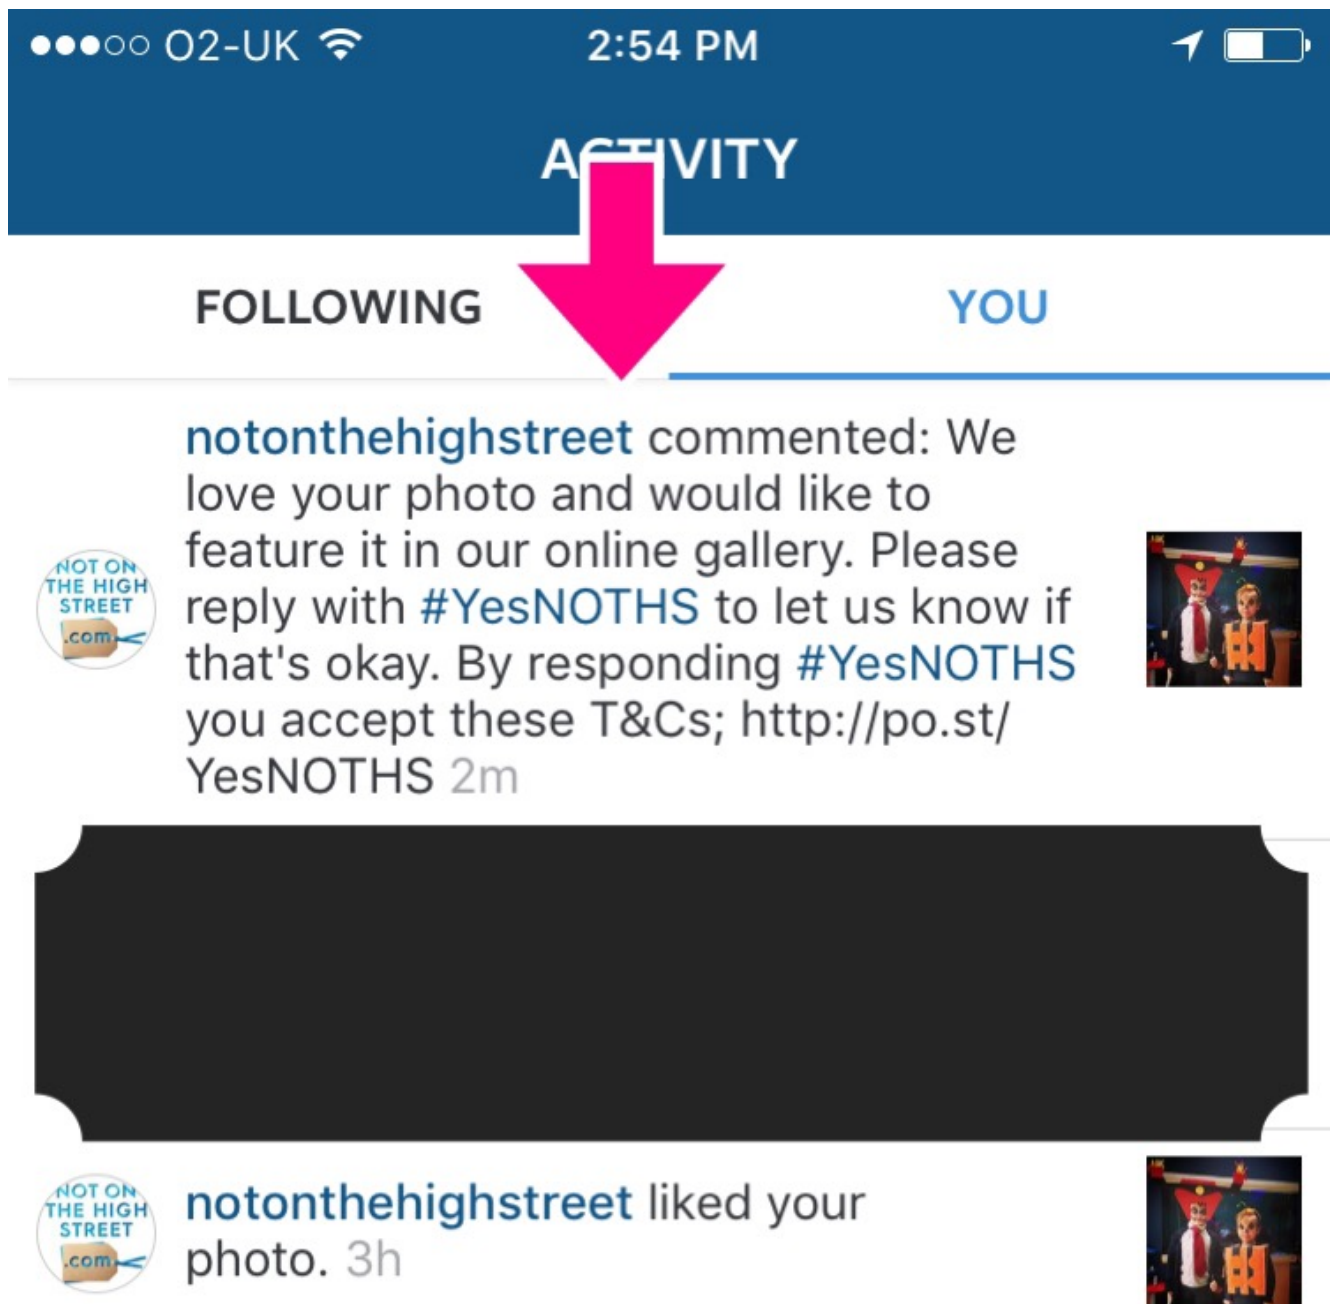 O2-UK 2:54 PM
ACTIVITY
FOLLOWING YOU
notonthehighstreet commented: We
love your photo and would like to
feature it in our online gallery. Please
reply with #YesNOTHS to let us know if
that's okay. By responding #YesNOTHS
you accept these T&Cs; http://po.st/
YesNOTHS 2m
NOT ON
THE HIGH
STREET
.com
notonthehighstreet liked your
photo. 3h
NOT ON
THE HIGH
STREET
.com